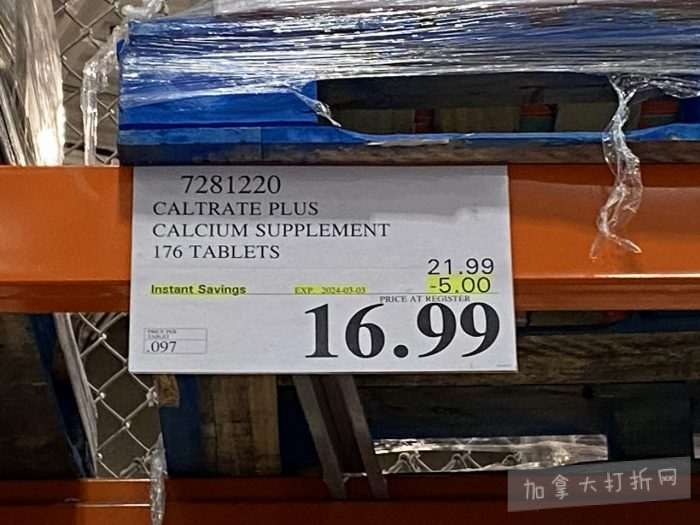 7281220
CALTRATE PLUS
CALCIUM SUPPLEMENT
176 TABLETS
21.99
Instant Savings EXP. 2024-03-03 -5.00
PRICE AT REGISTER
16.99
PRICE PER
TABLET
.097
加拿大打折网